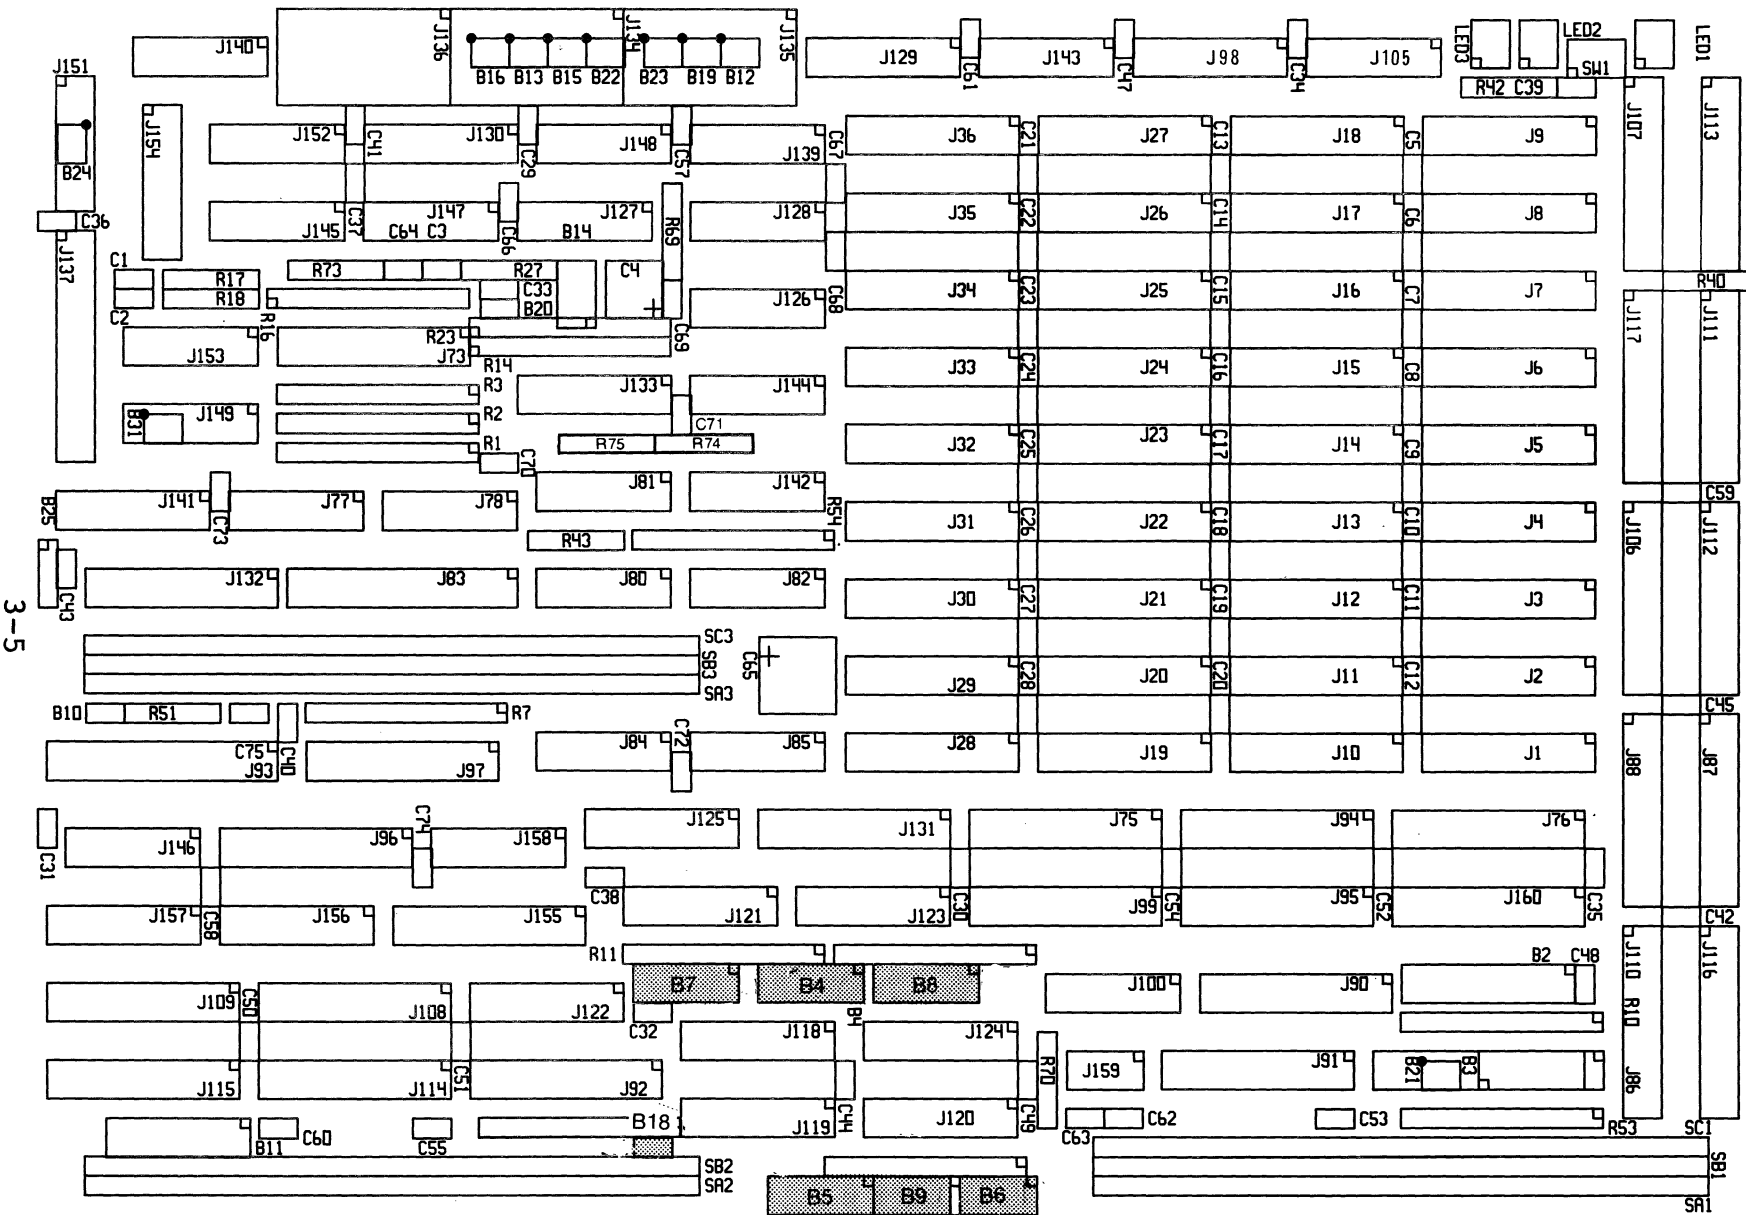 J140 J136 J134 J135 J129 C61 J143 C47 J98 C34 J105 LED3 LED2 LED1
B16 B13 B15 B22 B23 B19 B12 SW1
J151 R42 C39 J107 J113
J154 J152 C41 J130 C29 J148 C57 J139 C67 J36 C21 J27 C13 J18 C5 J9
B24
C36 J145 C37 J147 C66 J127 R69 J128 J35 C22 J26 C14 J17 C6 J8
C64 C3 B14
J137 C1 R17 R73 R27 C4 J34 C23 J25 C15 J16 C7 J7 R40
R18 C33 J126 C68
C2 R16 B20 J117 J111
J153 R23 J73 C69 J33 C24 J24 C16 J15 C8 J6
R14
R3 J133 J144
B31 J149 R2 C71
R1 R75 R74 J32 C25 J23 C17 J14 C9 J5
C70 J81 J142
B25 J141 C73 J77 J78 R54 J31 C26 J22 C18 J13 C10 J4 C59
R43 J106 J112
C43 J132 J83 J80 J82 J30 C27 J21 C19 J12 C11 J3
3-5
SC3
SB3 C65 J29 C28 J20 C20 J11 C12 J2
SA3
B10 R51 R7 C45
C75 C40 J84 C72 J85 J28 J19 J10 J1 J88 J87
J93 J97
C31 J146 J96 C74 J158 J125 J131 J75 J94 J76
C38
J157 C58 J156 J155 J121 J123 C30 J99 C54 J95 C52 J160 C35 C42
R11 B2 C48 J110 J116
B7 B4 B8 J100 J90
J109 C50 J108 J122 C32 B4 R10
J118 J124
J115 J114 C51 J92 R70 J159 J91 B21 B3 J86
B18 J119 C44 J120 C49 C62 C53
B11 C60 C55 C63 R53 SC1
SB2 SB1
SA2 B5 B9 B6 SA1